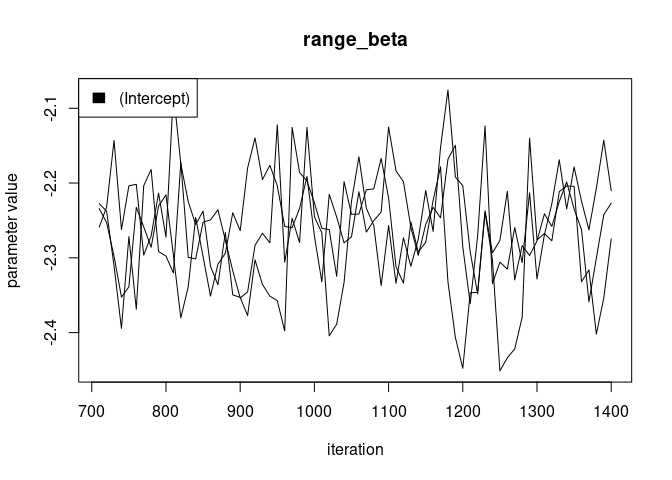 range_beta
(Intercept)
parameter value
-2.1
-2.2
-2.3
-2.4
700 800 900 1000 1100 1200 1300 1400
iteration